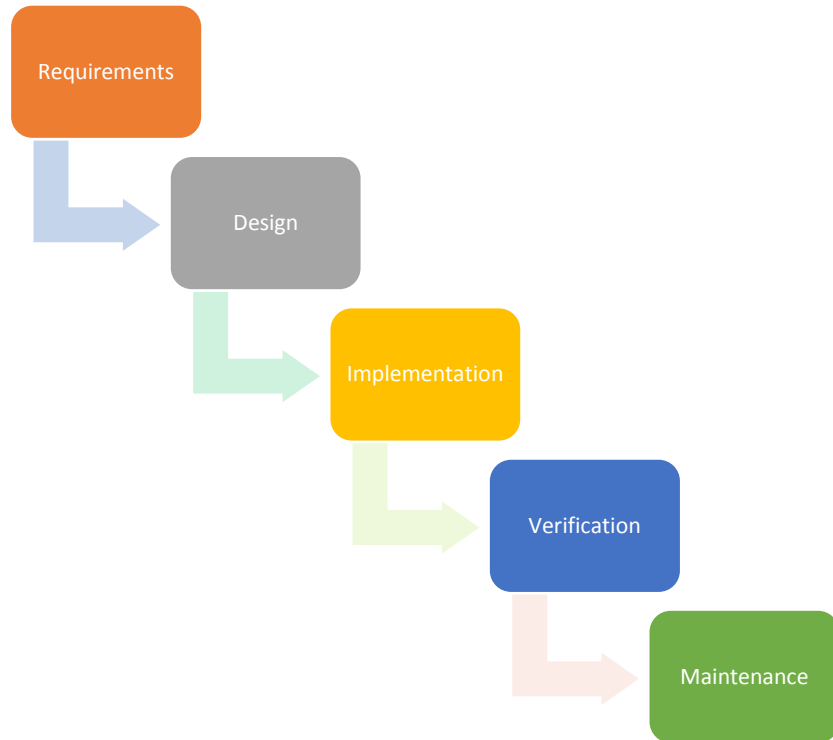 Requirements
Design
Implementation
Verification
Maintenance